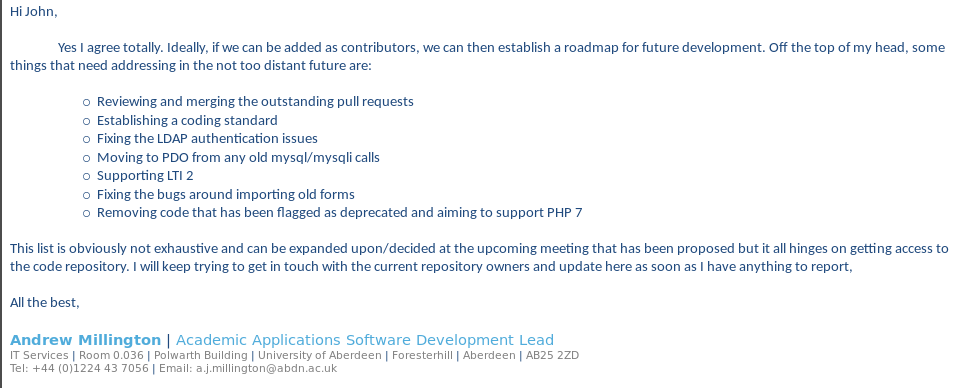 Hi John,
Yes I agree totally. Ideally, if we can be added as contributors, we can then establish a roadmap for future development. Off the top of my head, some
things that need addressing in the not too distant future are:
○ Reviewing and merging the outstanding pull requests
○ Establishing a coding standard
○ Fixing the LDAP authentication issues
○ Moving to PDO from any old mysql/mysqli calls
○ Supporting LTI 2
○ Fixing the bugs around importing old forms
○ Removing code that has been flagged as deprecated and aiming to support PHP 7
This list is obviously not exhaustive and can be expanded upon/decided at the upcoming meeting that has been proposed but it all hinges on getting access to
the code repository. I will keep trying to get in touch with the current repository owners and update here as soon as I have anything to report,
All the best,
Andrew Millington | Academic Applications Software Development Lead
IT Services | Room 0.036 | Polwarth Building | University of Aberdeen | Foresterhill | Aberdeen | AB25 2ZD
Tel: +44 (0)1224 43 7056 | Email: a.j.millington@abdn.ac.uk